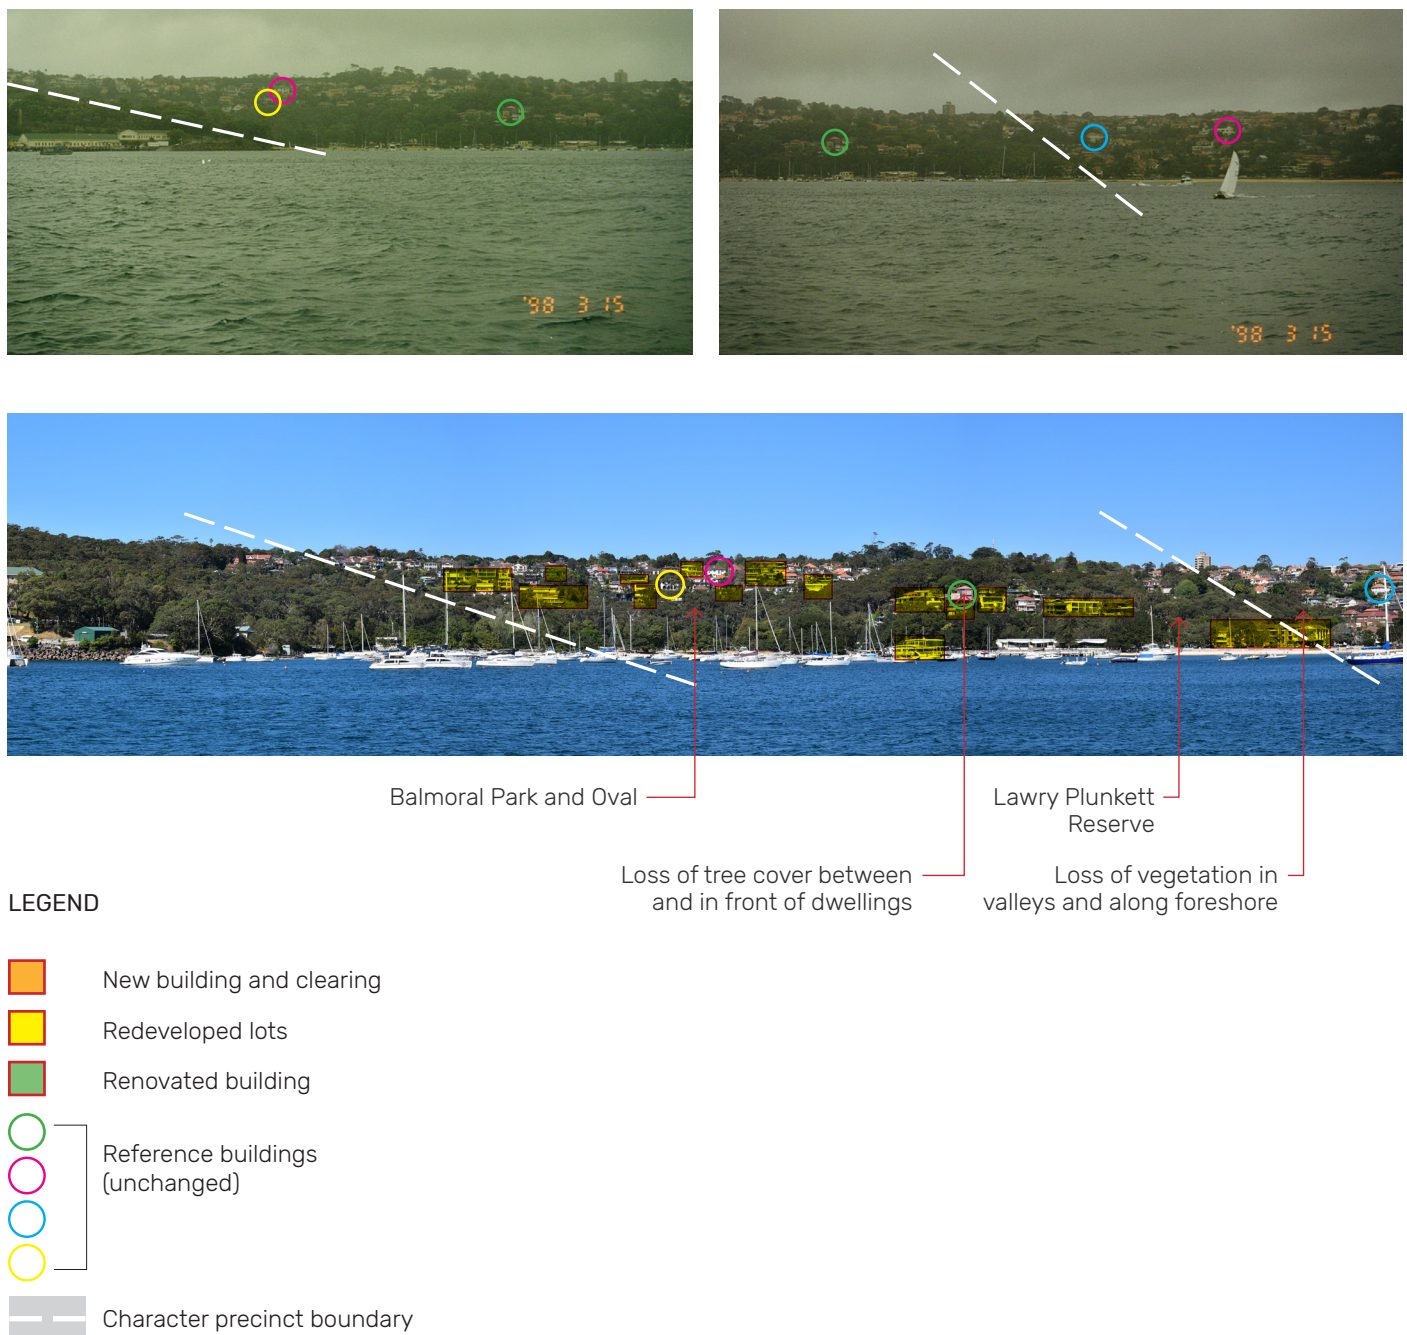 '98 3 15
'98 3 15
Balmoral Park and Oval
Lawry Plunkett
Reserve
Loss of tree cover between
and in front of dwellings
Loss of vegetation in
valleys and along foreshore
LEGEND
New building and clearing
Redeveloped lots
Renovated building
Reference buildings
(unchanged)
Character precinct boundary